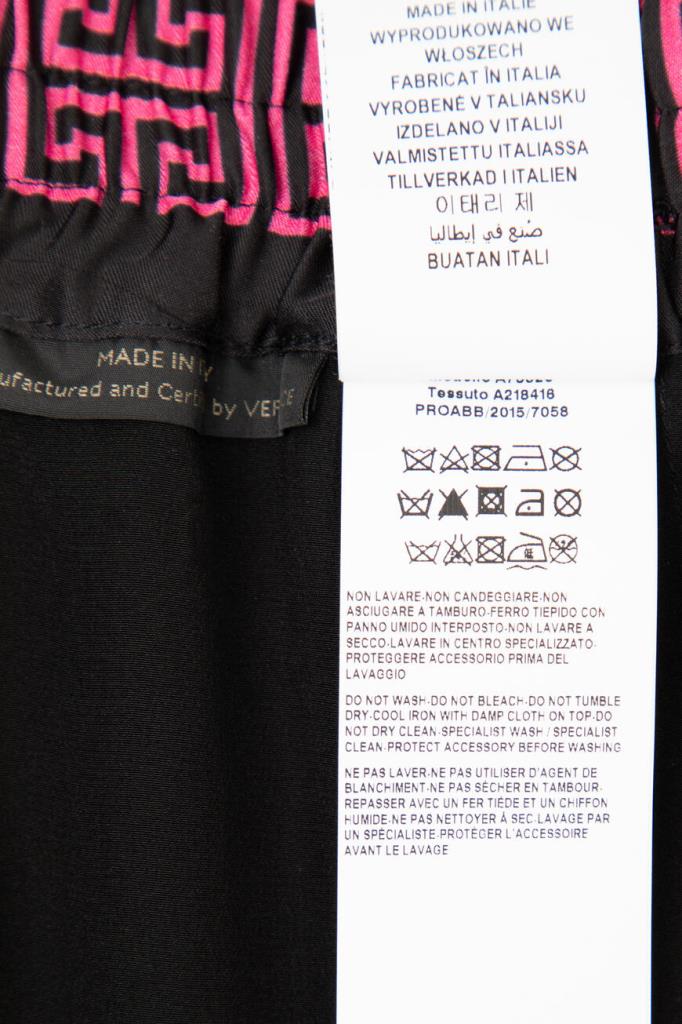 MADE IN ITALIE
WYPRODUKOWANO WE
WŁOSZECH
FABRICAT ÎN ITALIA
VYROBENÉ V TALIANSKU
IZDELANO V ITALIJI
VALMISTETTU ITALIASSA
TILLVERKAD I ITALIEN
이태리 제
صنع في إيطاليا
BUATAN ITALI
MADE IN
ufactured and Cert by VER
Tessuto A218416
PROABB/2015/7058
NON LAVARE-NON CANDEGGIARE-NON
ASCIUGARE A TAMBURO-FERRO TIEPIDO CON
PANNO UMIDO INTERPOSTO-NON LAVARE A
SECCO-LAVARE IN CENTRO SPECIALIZZATO-
PROTEGGERE ACCESSORIO PRIMA DEL
LAVAGGIO
DO NOT WASH-DO NOT BLEACH-DO NOT TUMBLE
DRY-COOL IRON WITH DAMP CLOTH ON TOP-DO
NOT DRY CLEAN-SPECIALIST WASH / SPECIALIST
CLEAN-PROTECT ACCESSORY BEFORE WASHING
NE PAS LAVER-NE PAS UTILISER D'AGENT DE
BLANCHIMENT-NE PAS SÉCHER EN TAMBOUR-
REPASSER AVEC UN FER TIÈDE ET UN CHIFFON
HUMIDE-NE PAS NETTOYER À SEC-LAVAGE PAR
UN SPÉCIALISTE-PROTÉGER L'ACCESSOIRE
AVANT LE LAVAGE